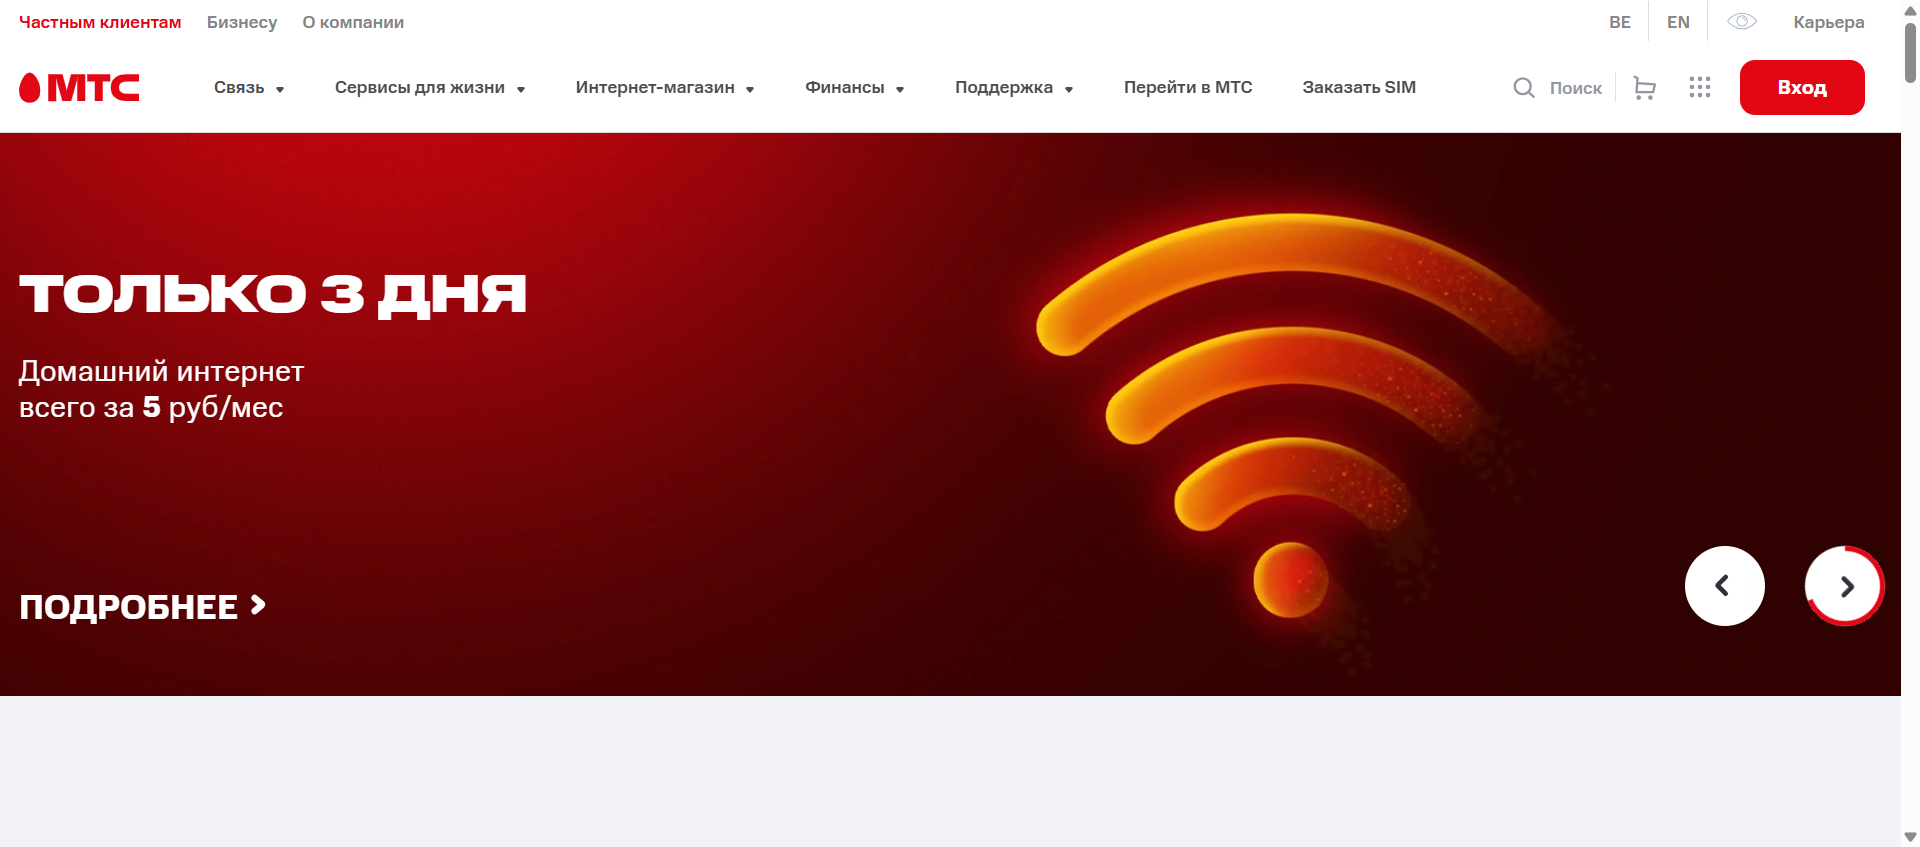 Частным клиентам Бизнесу О компании BE EN Карьера
МТС Связь Сервисы для жизни Интернет-магазин Финансы Поддержка Перейти в МТС Заказать SIM Поиск Вход
ТОЛЬКО 3 ДНЯ
Домашний интернет
всего за 5 руб/мес
ПОДРОБНЕЕ